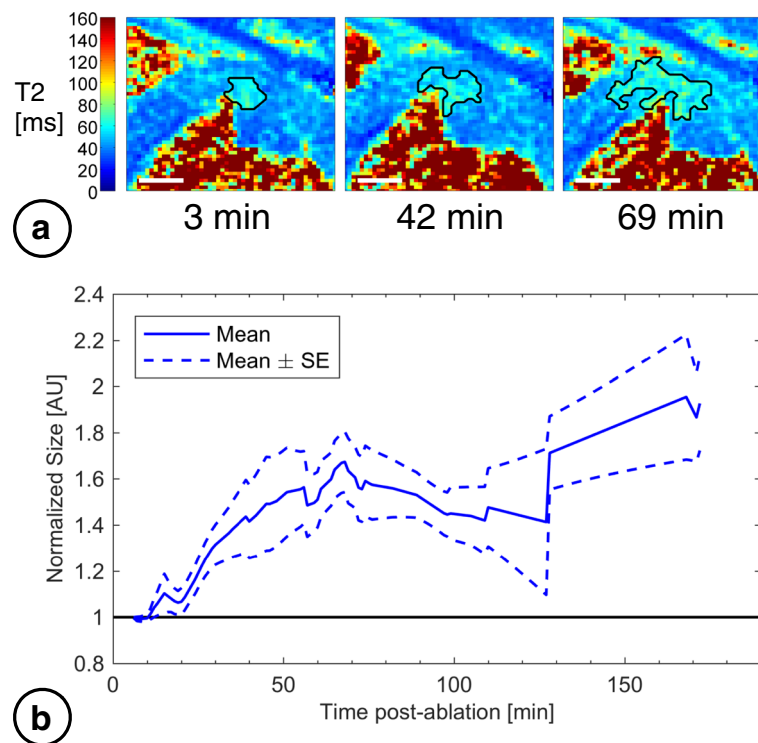 160
140
120
100
80
60
40
20
0
T2
[ms]
3 min
42 min
69 min
a
2.4
2.2
2
1.8
1.6
1.4
1.2
1
0.8
Normalized Size [AU]
Mean
Mean ± SE
0
50
100
150
Time post-ablation [min]
b